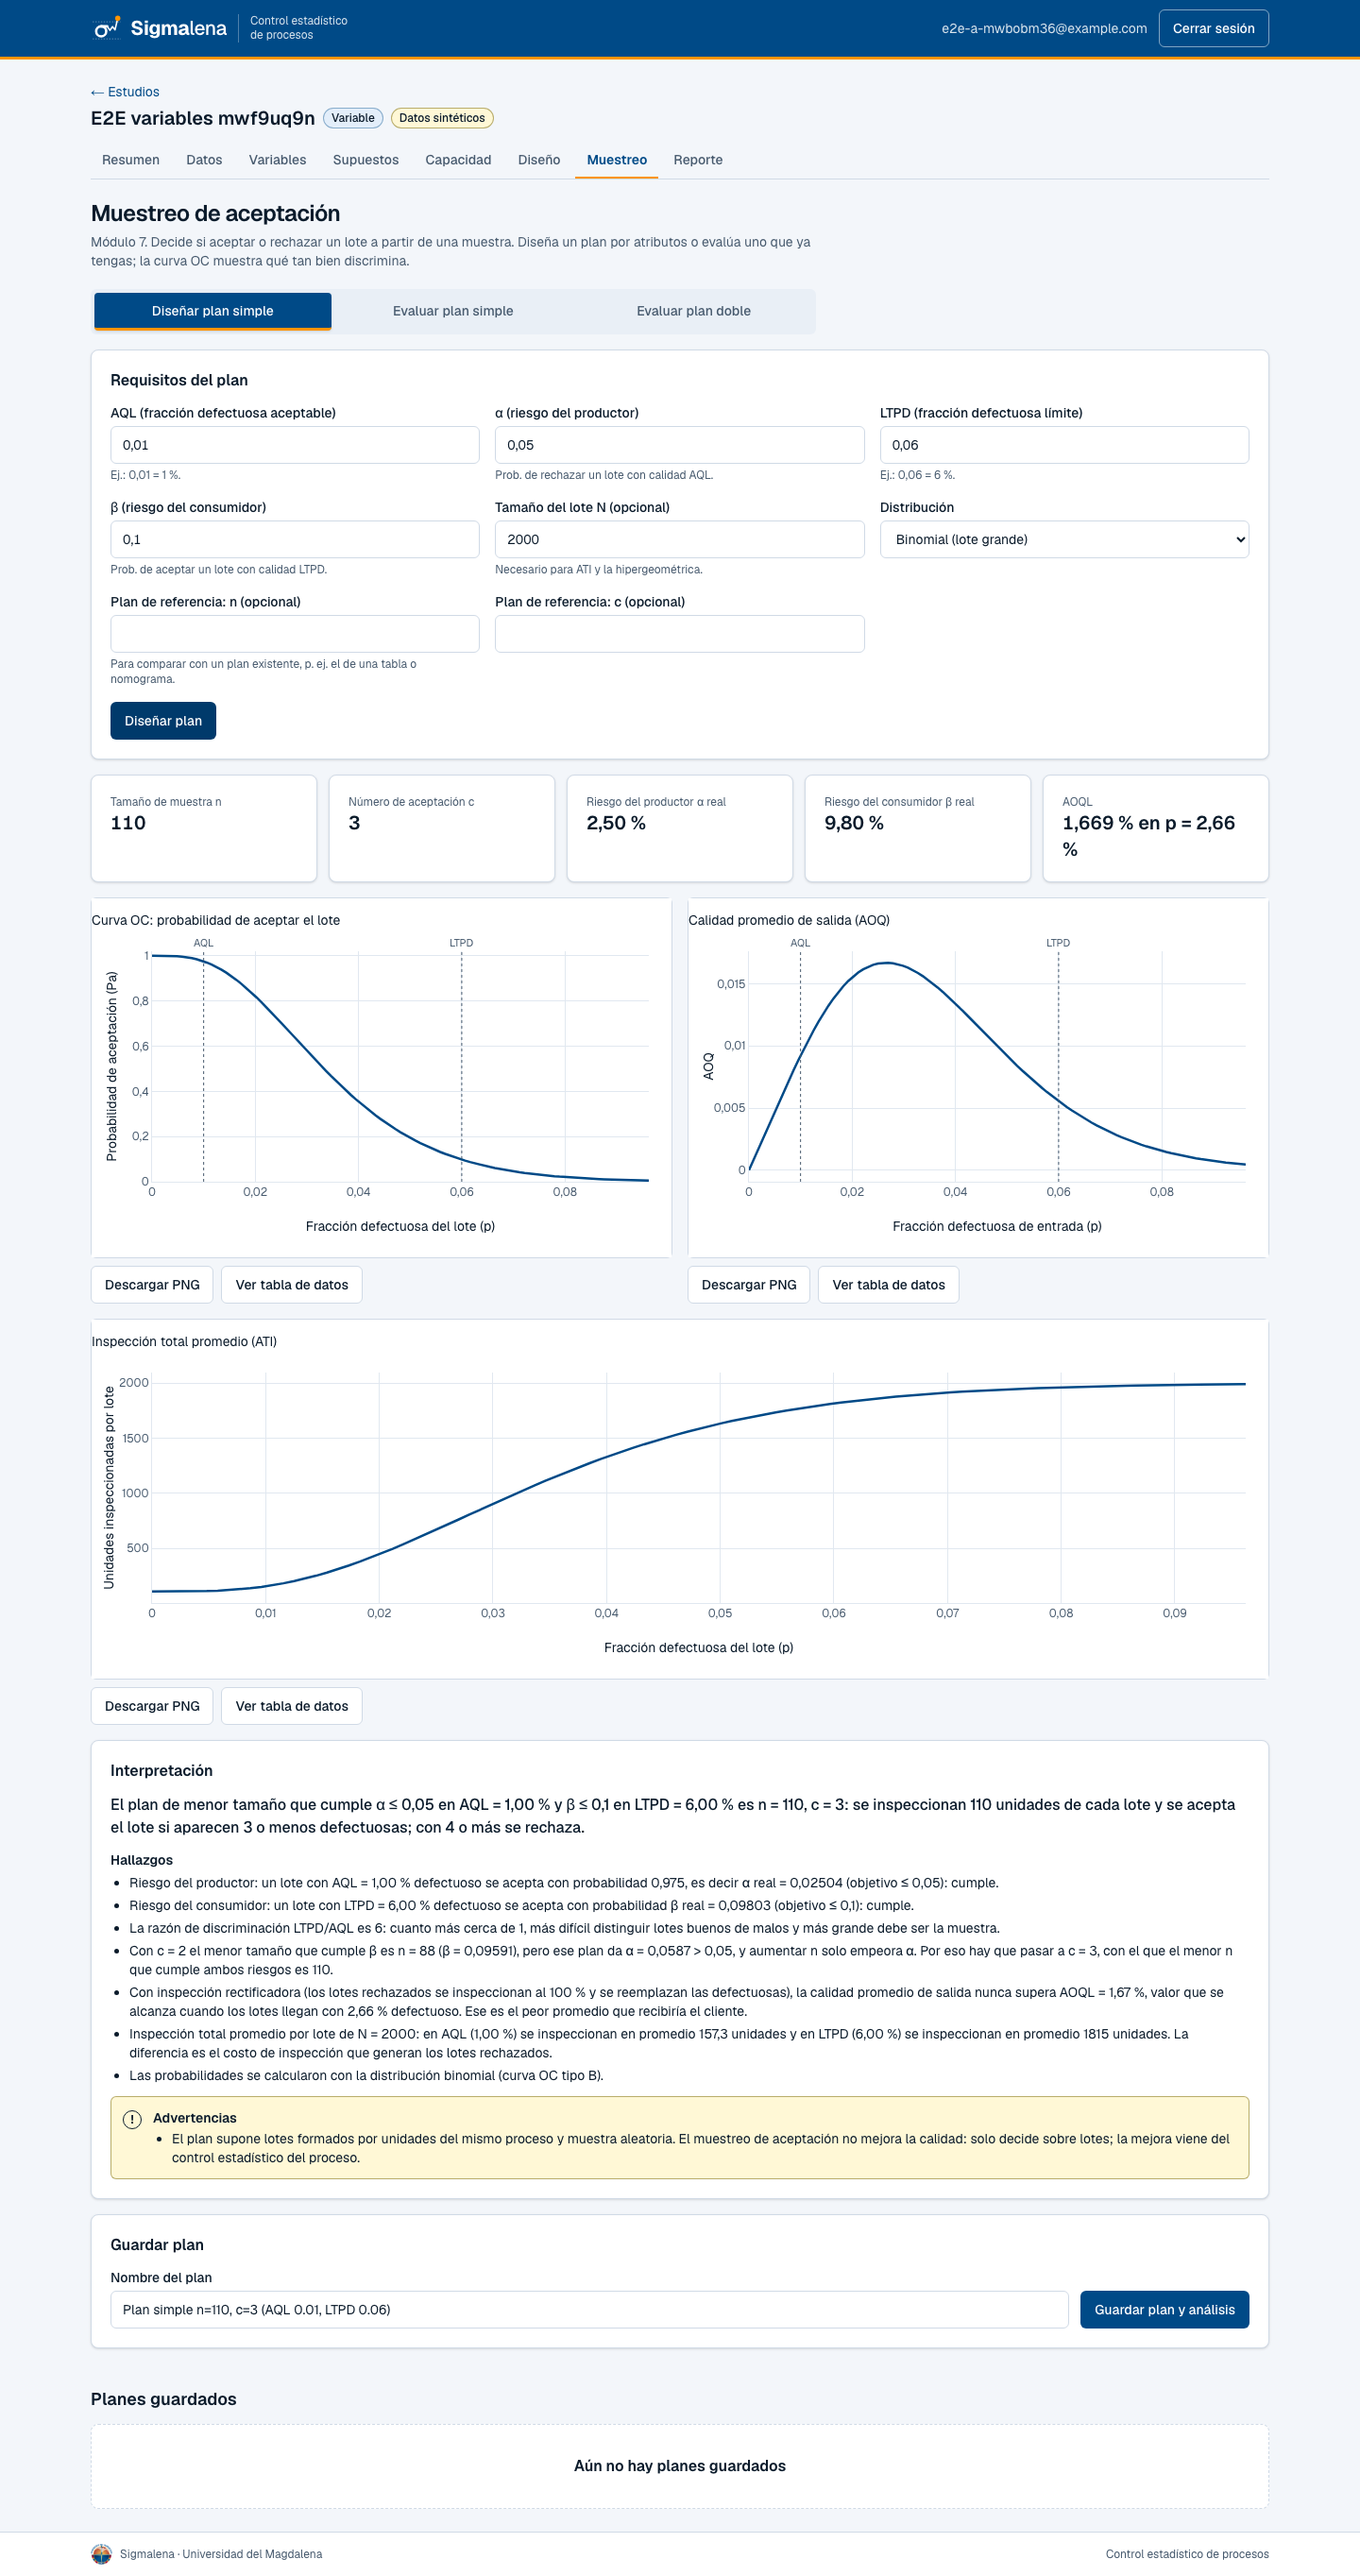 Sigmalena
Control estadístico
de procesos
e2e-a-mwbobm36@example.com
Cerrar sesión
← Estudios
E2E variables mwf9uq9n
Variable
Datos sintéticos
Resumen
Datos
Variables
Supuestos
Capacidad
Diseño
Muestreo
Reporte
Muestreo de aceptación
Módulo 7. Decide si aceptar o rechazar un lote a partir de una muestra. Diseña un plan por atributos o evalúa uno que ya
tengas; la curva OC muestra qué tan bien discrimina.
Diseñar plan simple
Evaluar plan simple
Evaluar plan doble
Requisitos del plan
AQL (fracción defectuosa aceptable)
α (riesgo del productor)
LTPD (fracción defectuosa límite)
0,01
0,05
0,06
Ej.: 0,01 = 1 %.
Prob. de rechazar un lote con calidad AQL.
Ej.: 0,06 = 6 %.
β (riesgo del consumidor)
Tamaño del lote N (opcional)
Distribución
0,1
2000
Binomial (lote grande)
Prob. de aceptar un lote con calidad LTPD.
Necesario para ATI y la hipergeométrica.
Plan de referencia: n (opcional)
Plan de referencia: c (opcional)
Para comparar con un plan existente, p. ej. el de una tabla o
nomograma.
Diseñar plan
Tamaño de muestra n
110
Número de aceptación c
3
Riesgo del productor α real
2,50 %
Riesgo del consumidor β real
9,80 %
AOQL
1,669 % en p = 2,66
%
Curva OC: probabilidad de aceptar el lote
AQL
LTPD
Probabilidad de aceptación (Pa)
1
0,8
0,6
0,4
0,2
0
0
0,02
0,04
0,06
0,08
Fracción defectuosa del lote (p)
Calidad promedio de salida (AOQ)
AQL
LTPD
AOQ
0,015
0,01
0,005
0
0
0,02
0,04
0,06
0,08
Fracción defectuosa de entrada (p)
Descargar PNG
Ver tabla de datos
Descargar PNG
Ver tabla de datos
Inspección total promedio (ATI)
Unidades inspeccionadas por lote
2000
1500
1000
500
0
0,01
0,02
0,03
0,04
0,05
0,06
0,07
0,08
0,09
Fracción defectuosa del lote (p)
Descargar PNG
Ver tabla de datos
Interpretación
El plan de menor tamaño que cumple α ≤ 0,05 en AQL = 1,00 % y β ≤ 0,1 en LTPD = 6,00 % es n = 110, c = 3: se inspeccionan 110 unidades de cada lote y se acepta
el lote si aparecen 3 o menos defectuosas; con 4 o más se rechaza.
Hallazgos
• Riesgo del productor: un lote con AQL = 1,00 % defectuoso se acepta con probabilidad 0,975, es decir α real = 0,02504 (objetivo ≤ 0,05): cumple.
• Riesgo del consumidor: un lote con LTPD = 6,00 % defectuoso se acepta con probabilidad β real = 0,09803 (objetivo ≤ 0,1): cumple.
• La razón de discriminación LTPD/AQL es 6: cuanto más cerca de 1, más difícil distinguir lotes buenos de malos y más grande debe ser la muestra.
• Con c = 2 el menor tamaño que cumple β es n = 88 (β = 0,09591), pero ese plan da α = 0,0587 > 0,05, y aumentar n solo empeora α. Por eso hay que pasar a c = 3, con el que el menor n
que cumple ambos riesgos es 110.
• Con inspección rectificadora (los lotes rechazados se inspeccionan al 100 % y se reemplazan las defectuosas), la calidad promedio de salida nunca supera AOQL = 1,67 %, valor que se
alcanza cuando los lotes llegan con 2,66 % defectuoso. Ese es el peor promedio que recibiría el cliente.
• Inspección total promedio por lote de N = 2000: en AQL (1,00 %) se inspeccionan en promedio 157,3 unidades y en LTPD (6,00 %) se inspeccionan en promedio 1815 unidades. La
diferencia es el costo de inspección que generan los lotes rechazados.
• Las probabilidades se calcularon con la distribución binomial (curva OC tipo B).
! Advertencias
• El plan supone lotes formados por unidades del mismo proceso y muestra aleatoria. El muestreo de aceptación no mejora la calidad: solo decide sobre lotes; la mejora viene del
control estadístico del proceso.
Guardar plan
Nombre del plan
Plan simple n=110, c=3 (AQL 0.01, LTPD 0.06)
Guardar plan y análisis
Planes guardados
Aún no hay planes guardados
Sigmalena · Universidad del Magdalena
Control estadístico de procesos